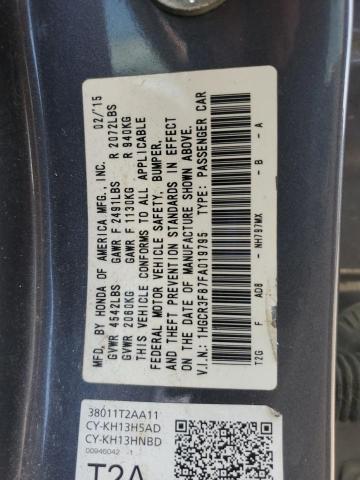 MFD. BY HONDA OF AMERICA MFG., INC. 02/'15
GVWR 4542LBS GAWR F 2491LBS R 2072LBS
GVWR 2060KG GAWR F 1130KG R 940KG
THIS VEHICLE CONFORMS TO ALL APPLICABLE
FEDERAL MOTOR VEHICLE SAFETY, BUMPER,
AND THEFT PREVENTION STANDARDS IN EFFECT
ON THE DATE OF MANUFACTURE SHOWN ABOVE.
V.I.N.: 1HGCR3F87FA019795 TYPE: PASSENGER CAR
T2G F AD8 - NH797MX - B - A
38011T2AA11
CY-KH13H5AD
CY-KH13HNBD
00946042 -1
T2A